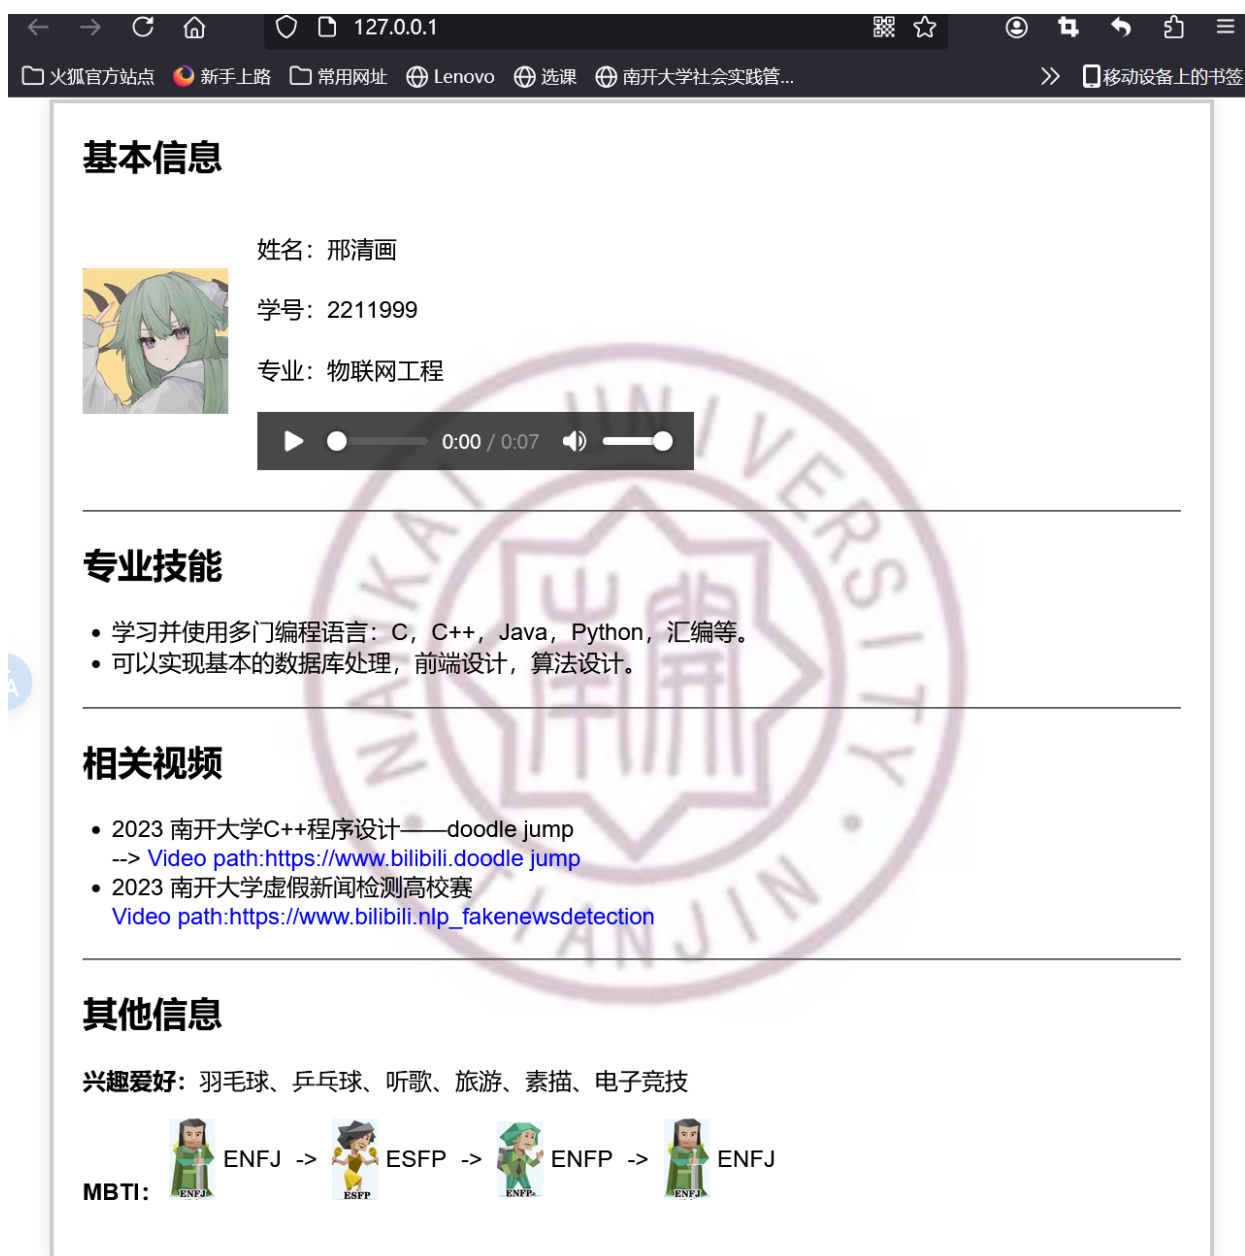 127.0.0.1
火狐官方站点 新手上路 常用网址 Lenovo 选课 南开大学社会实践管... 移动设备上的书签
基本信息
姓名：邢清画
学号：2211999
专业：物联网工程
0:00 / 0:07
NANKAI UNIVERSITY
南開
TIANJIN
专业技能
学习并使用多门编程语言：C，C++，Java，Python，汇编等。
可以实现基本的数据库处理，前端设计，算法设计。
相关视频
2023 南开大学C++程序设计——doodle jump
--> Video path:https://www.bilibili.doodle jump
2023 南开大学虚假新闻检测高校赛
Video path:https://www.bilibili.nlp_fakenewsdetection
其他信息
兴趣爱好：羽毛球、乒乓球、听歌、旅游、素描、电子竞技
MBTI： ENFJ ENFJ -> ESFP ESFP -> ENFP ENFP -> ENFJ ENFJ